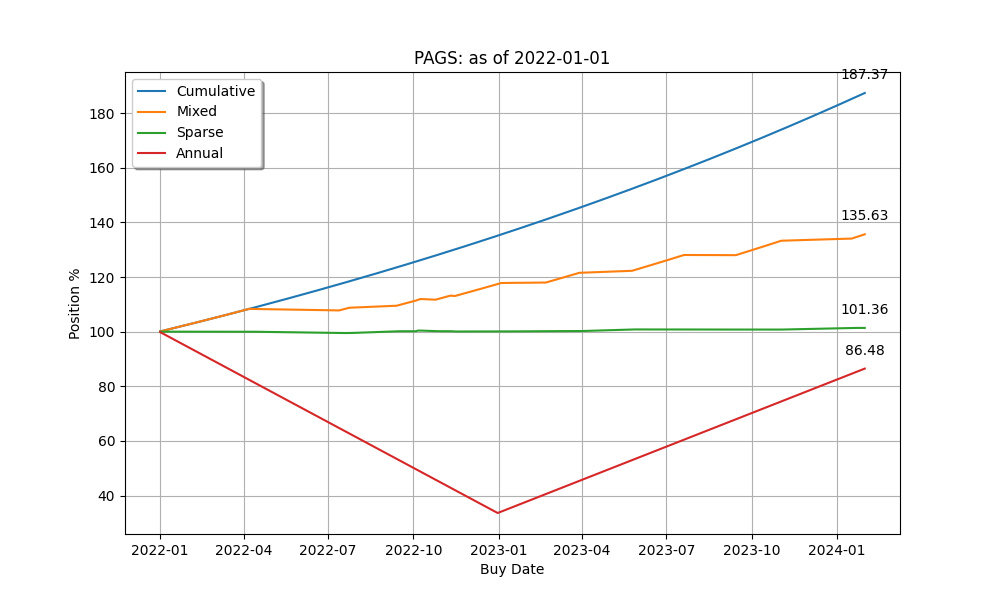 PAGS: as of 2022-01-01
187.37
Cumulative
Mixed
Sparse
Annual
135.63
101.36
86.48
180
160
140
120
100
80
60
40
Position %
2022-01 2022-04 2022-07 2022-10 2023-01 2023-04 2023-07 2023-10 2024-01
Buy Date